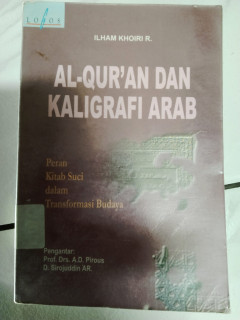 LOGOS
ILHAM KHOIRI R.
AL-QUR'AN DAN
KALIGRAFI ARAB
Peran
Kitab Suci
dalam
Transformasi Budaya
Pengantar:
Prof. Drs. A.D. Pirous
D. Sirojuddin AR.